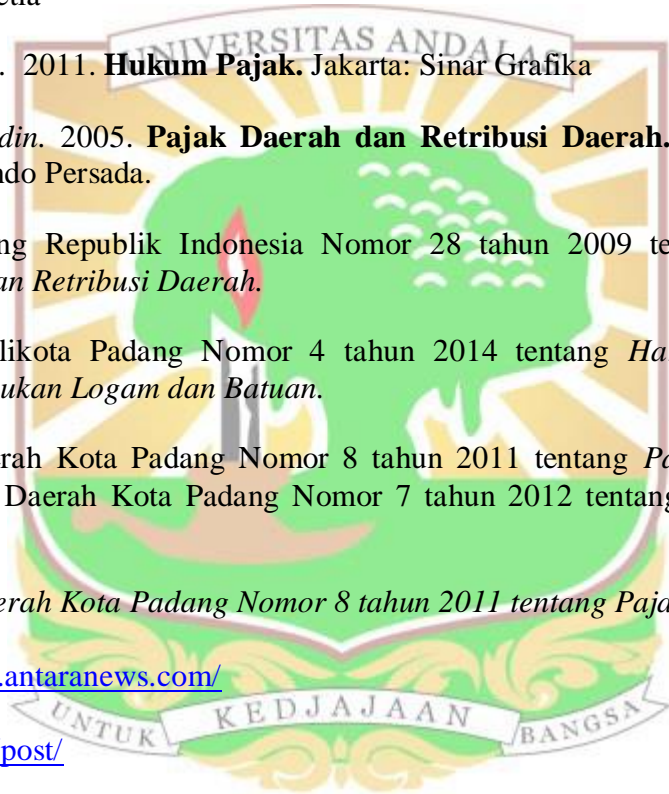 etia
UNIVERSITAS ANDALAS
. 2011. Hukum Pajak. Jakarta: Sinar Grafika
din. 2005. Pajak Daerah dan Retribusi Daerah.
ndo Persada.
ng Republik Indonesia Nomor 28 tahun 2009 te
an Retribusi Daerah.
likota Padang Nomor 4 tahun 2014 tentang Ha
ukan Logam dan Batuan.
rah Kota Padang Nomor 8 tahun 2011 tentang Pa
Daerah Kota Padang Nomor 7 tahun 2012 tentang
erah Kota Padang Nomor 8 tahun 2011 tentang Paja
.antaranews.com/
UNTUK KEDJAJAAN BANGSA
post/